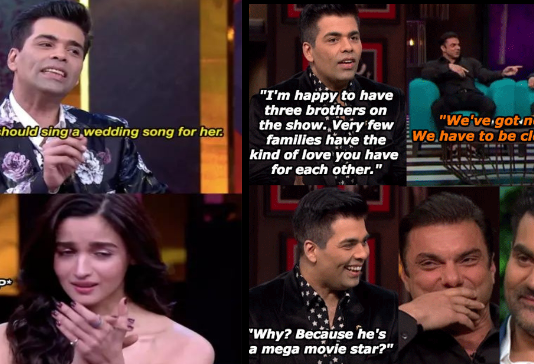 should sing a wedding song for her.
"I'm happy to have
three brothers on
the show. Very few
families have the
kind of love you have
for each other."
"We've got n
We have to be cl
"Why? Because he's
a mega movie star?"